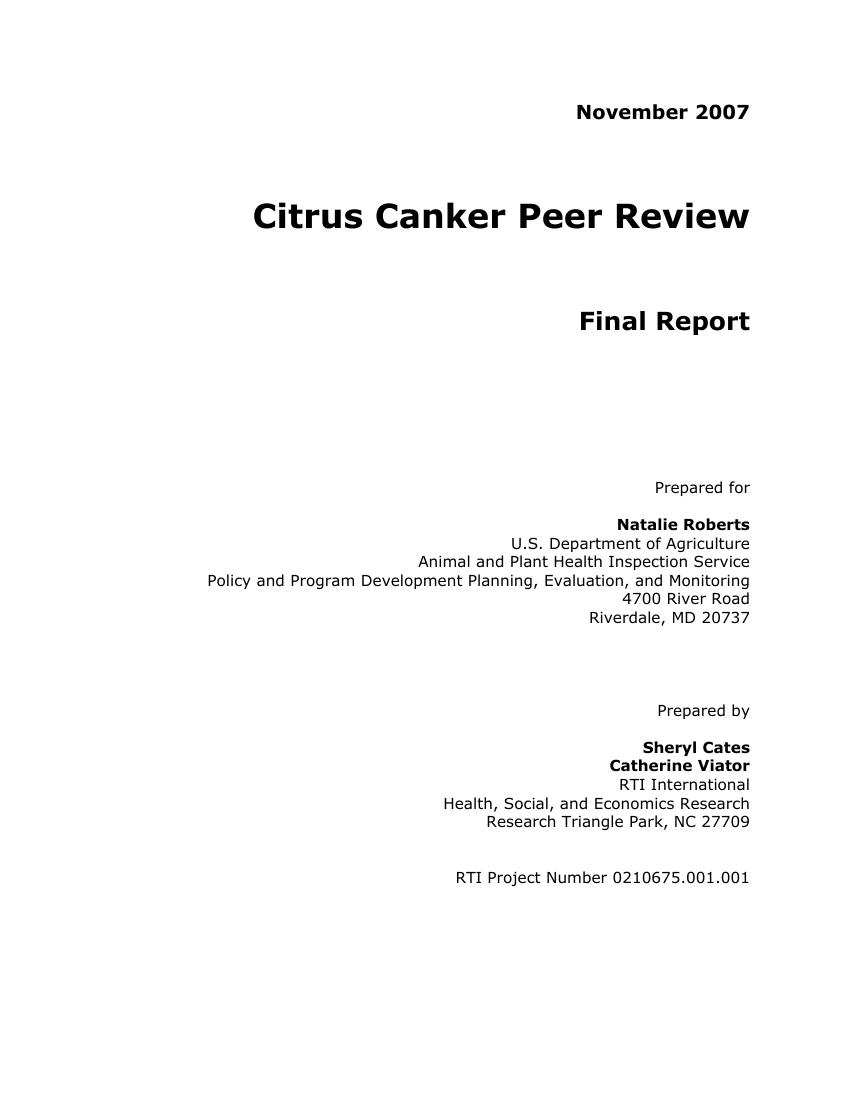 November 2007
Citrus Canker Peer Review
Final Report
Prepared for
Natalie Roberts
U.S. Department of Agriculture
Animal and Plant Health Inspection Service
Policy and Program Development Planning, Evaluation, and Monitoring
4700 River Road
Riverdale, MD 20737
Prepared by
Sheryl Cates
Catherine Viator
RTI International
Health, Social, and Economics Research
Research Triangle Park, NC 27709
RTI Project Number 0210675.001.001